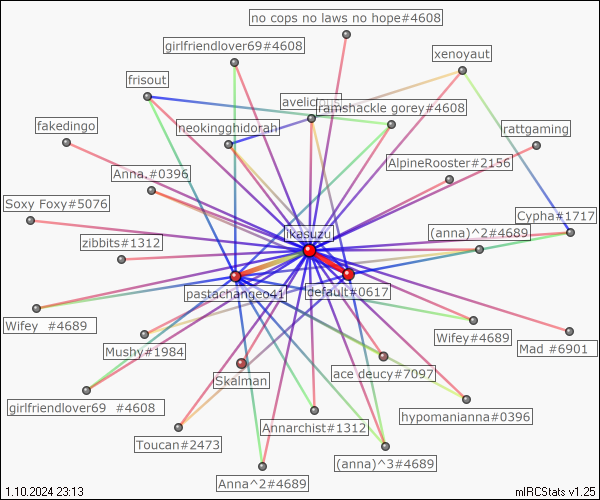 no cops no laws no hope#4608
girlfriendlover69#4608
xenoyaut
frisout
avelicious
ramshackle gorey#4608
neokingghidorah
fakedingo
rattgaming
AlpineRooster#2156
Anna.#0396
Soxy Foxy#5076
Cypha#1717
ikasuzu
(anna)^2#4689
zibbits#1312
pastachangeo41
default#0617
Wifey #4689
Wifey#4689
Mad #6901
Mushy#1984
ace deucy#7097
Skalman
girlfriendlover69 #4608
hypomanianna#0396
Annarchist#1312
Toucan#2473
(anna)^3#4689
Anna^2#4689
1.10.2024 23:13
mIRCStats v1.25